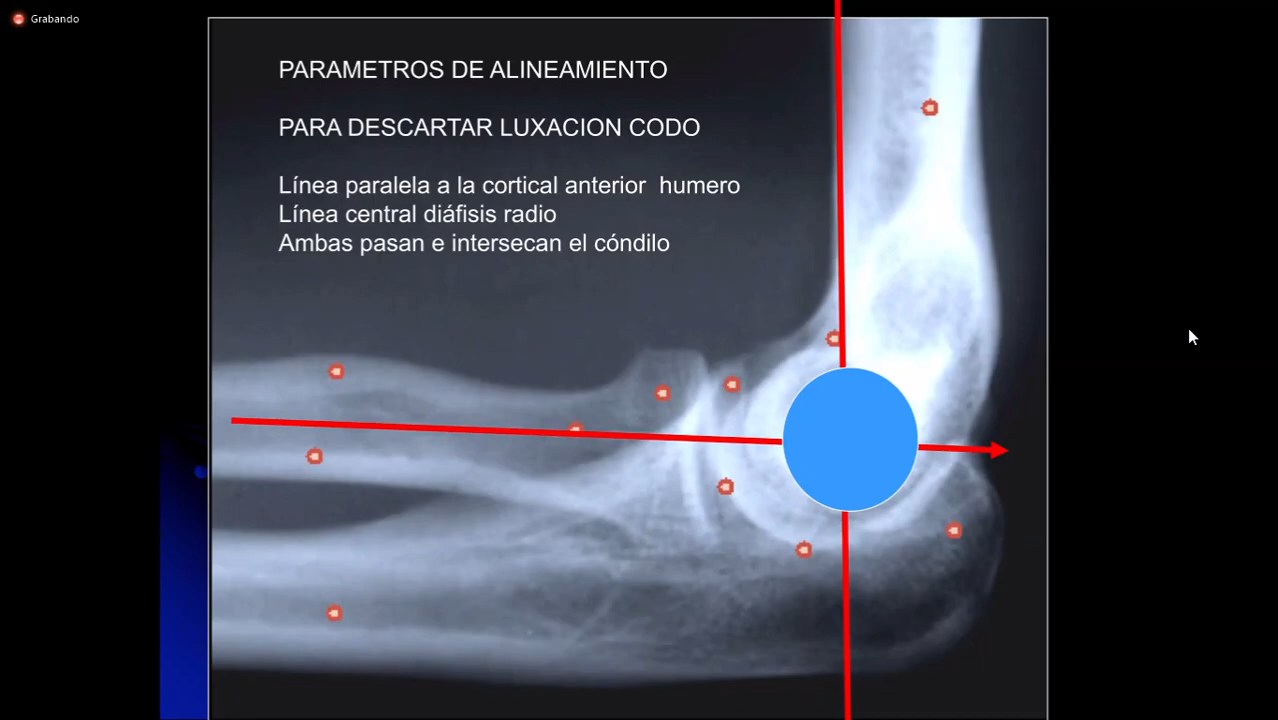 Grabando
PARAMETROS DE ALINEAMIENTO
PARA DESCARTAR LUXACION CODO
Línea paralela a la cortical anterior  humero
Línea central diáfisis radio
Ambas pasan e intersecan el cóndilo